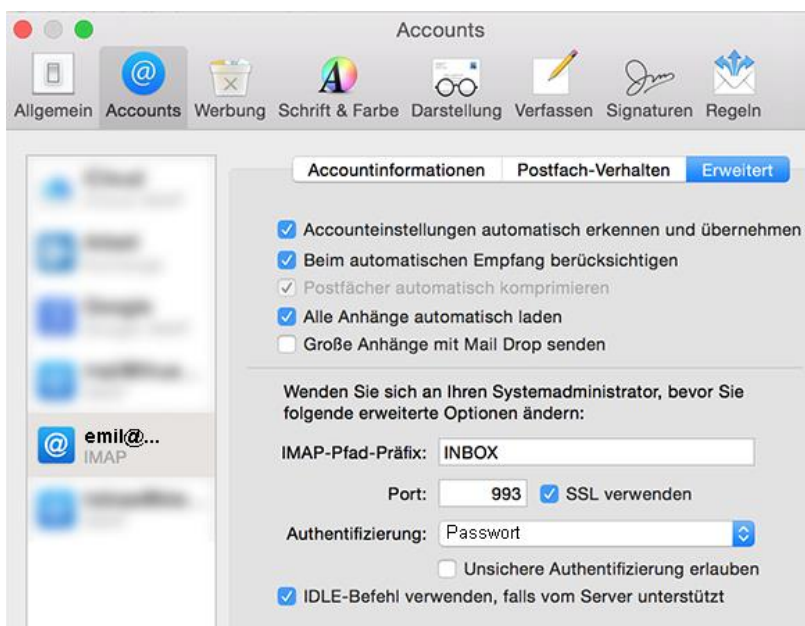 Accounts
Allgemein Accounts Werbung Schrift & Farbe Darstellung Verfassen Signaturen Regeln
Accountinformationen Postfach-Verhalten Erweitert
Accounteinstellungen automatisch erkennen und übernehmen
Beim automatischen Empfang berücksichtigen
Postfächer automatisch komprimieren
Alle Anhänge automatisch laden
Große Anhänge mit Mail Drop senden
Wenden Sie sich an Ihren Systemadministrator, bevor Sie
folgende erweiterte Optionen ändern:
emil@...
IMAP
IMAP-Pfad-Präfix: INBOX
Port: 993 SSL verwenden
Authentifizierung: Passwort
Unsichere Authentifizierung erlauben
IDLE-Befehl verwenden, falls vom Server unterstützt